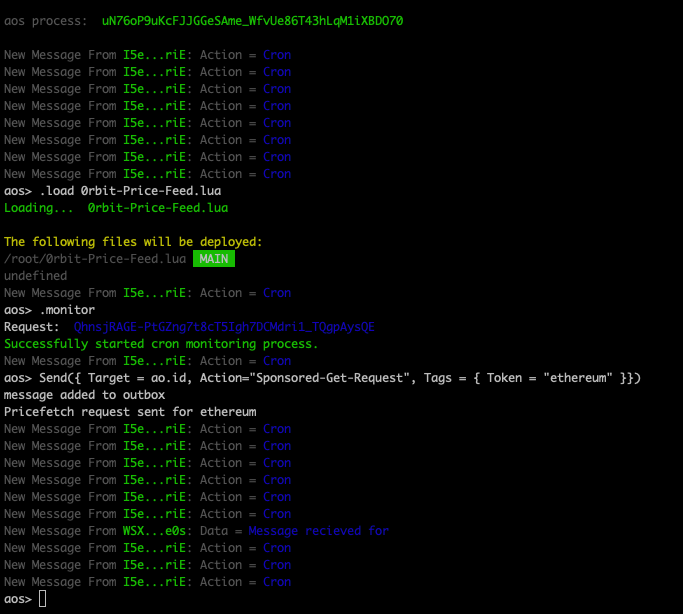 aos process:  uN76oP9uKcFJJGGeSAme_WfvUe86T43hLqM1iXBDO70
New Message From I5e...riE: Action = Cron
New Message From I5e...riE: Action = Cron
New Message From I5e...riE: Action = Cron
New Message From I5e...riE: Action = Cron
New Message From I5e...riE: Action = Cron
New Message From I5e...riE: Action = Cron
New Message From I5e...riE: Action = Cron
New Message From I5e...riE: Action = Cron
aos> .load 0rbit-Price-Feed.lua
Loading...  0rbit-Price-Feed.lua
The following files will be deployed:
/root/0rbit-Price-Feed.lua MAIN
undefined
New Message From I5e...riE: Action = Cron
aos> .monitor
Request:  QhnsjRAGE-PtGZng7t8cT5Igh7DCMdri1_TQgpAysQE
Successfully started cron monitoring process.
New Message From I5e...riE: Action = Cron
aos> Send({ Target = ao.id, Action="Sponsored-Get-Request", Tags = { Token = "ethereum" }})
message added to outbox
Pricefetch request sent for ethereum
New Message From I5e...riE: Action = Cron
New Message From I5e...riE: Action = Cron
New Message From I5e...riE: Action = Cron
New Message From I5e...riE: Action = Cron
New Message From I5e...riE: Action = Cron
New Message From I5e...riE: Action = Cron
New Message From WSX...e0s: Data = Message recieved for
New Message From I5e...riE: Action = Cron
New Message From I5e...riE: Action = Cron
New Message From I5e...riE: Action = Cron
aos>